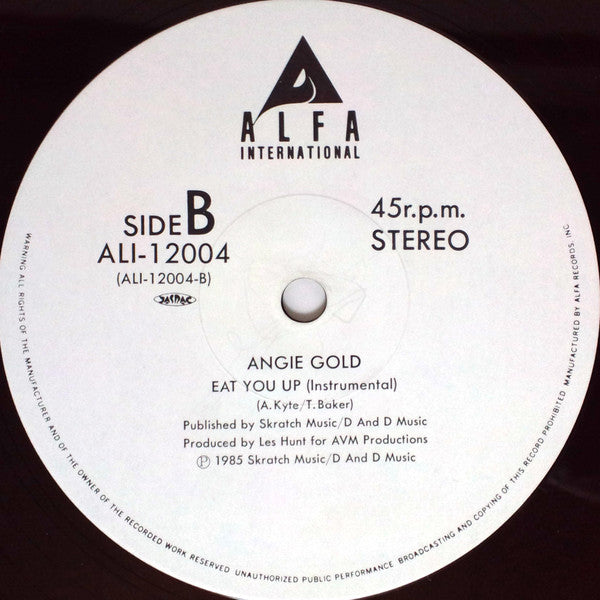 ALFA
INTERNATIONAL
SIDE B
ALI-12004
(ALI-12004-B)
JASRAC
45r.p.m.
STEREO
ANGIE GOLD
EAT YOU UP (Instrumental)
(A.Kyte/T.Baker)
Published by Skratch Music/D And D Music
Produced by Les Hunt for AVM Productions
Ⓟ 1985 Skratch Music/D And D Music
WARNING ALL RIGHTS OF THE MANUFACTURER AND OF THE OWNER OF THE RECORDED WORK RESERVED UNAUTHORIZED PUBLIC PERFORMANCE BROADCASTING AND COPYING OF THIS RECORD PROHIBITED MANUFACTURED BY ALFA RECORDS, INC.